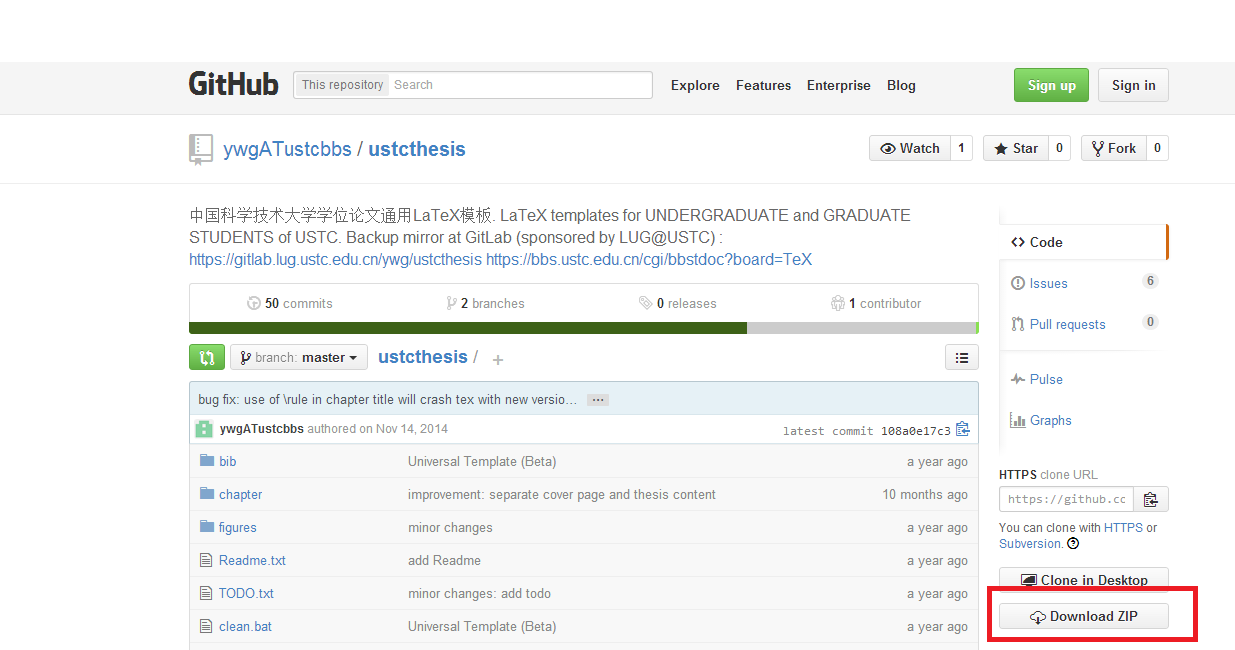 GitHub This repository Search Explore Features Enterprise Blog Sign up Sign in
ywgATustcbbs / ustcthesis Watch 1 Star 0 Fork 0
中国科学技术大学学位论文通用LaTeX模板. LaTeX templates for UNDERGRADUATE and GRADUATE
STUDENTS of USTC. Backup mirror at GitLab (sponsored by LUG@USTC) :
https://gitlab.lug.ustc.edu.cn/ywg/ustcthesis https://bbs.ustc.edu.cn/cgi/bbstdoc?board=TeX
50 commits 2 branches 0 releases 1 contributor
branch: master ustcthesis / +
bug fix: use of \rule in chapter title will crash tex with new versio… ...
ywgATustcbbs authored on Nov 14, 2014 latest commit 108a0e17c3
bib Universal Template (Beta) a year ago
chapter improvement: separate cover page and thesis content 10 months ago
figures minor changes a year ago
Readme.txt add Readme a year ago
TODO.txt minor changes: add todo a year ago
clean.bat Universal Template (Beta) a year ago
Code
Issues 6
Pull requests 0
Pulse
Graphs
HTTPS clone URL
https://github.cc
You can clone with HTTPS or
Subversion.
Clone in Desktop
Download ZIP